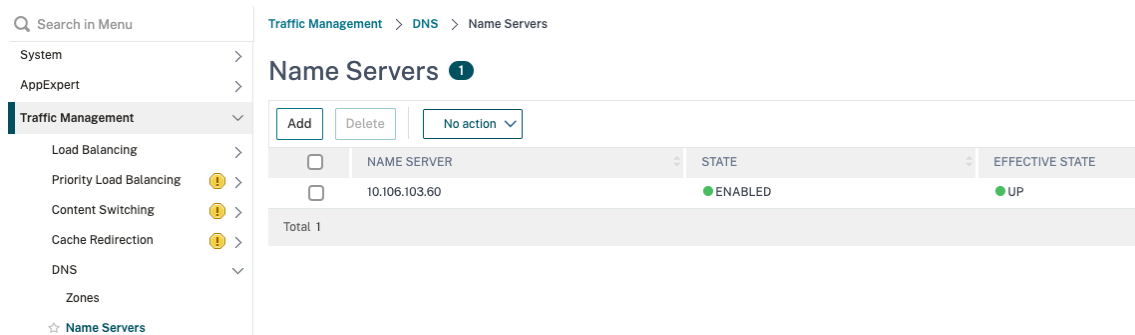 Search in Menu
System
AppExpert
Traffic Management
Load Balancing
Priority Load Balancing
Content Switching
Cache Redirection
DNS
Zones
Name Servers
Traffic Management > DNS > Name Servers
Name Servers 1
Add Delete No action
NAME SERVER STATE EFFECTIVE STATE
10.106.103.60 ENABLED UP
Total 1